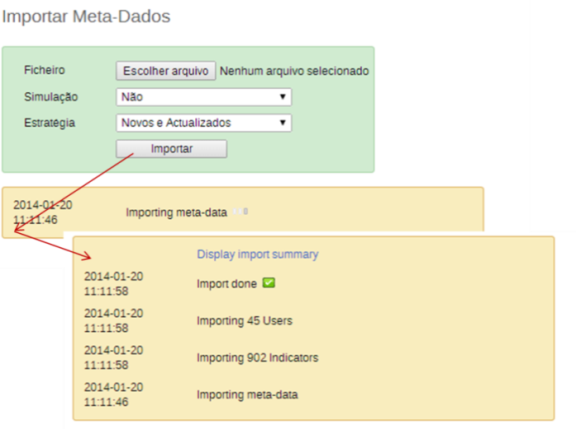 Importar Meta-Dados
Ficheiro Escolher arquivo Nenhum arquivo selecionado
Simulação Não
Estratégia Novos e Actualizados
Importar
2014-01-20
11:11:46
Importing meta-data
Display import summary
2014-01-20
11:11:58
Import done
2014-01-20
11:11:58
Importing 45 Users
2014-01-20
11:11:58
Importing 902 Indicators
2014-01-20
11:11:46
Importing meta-data